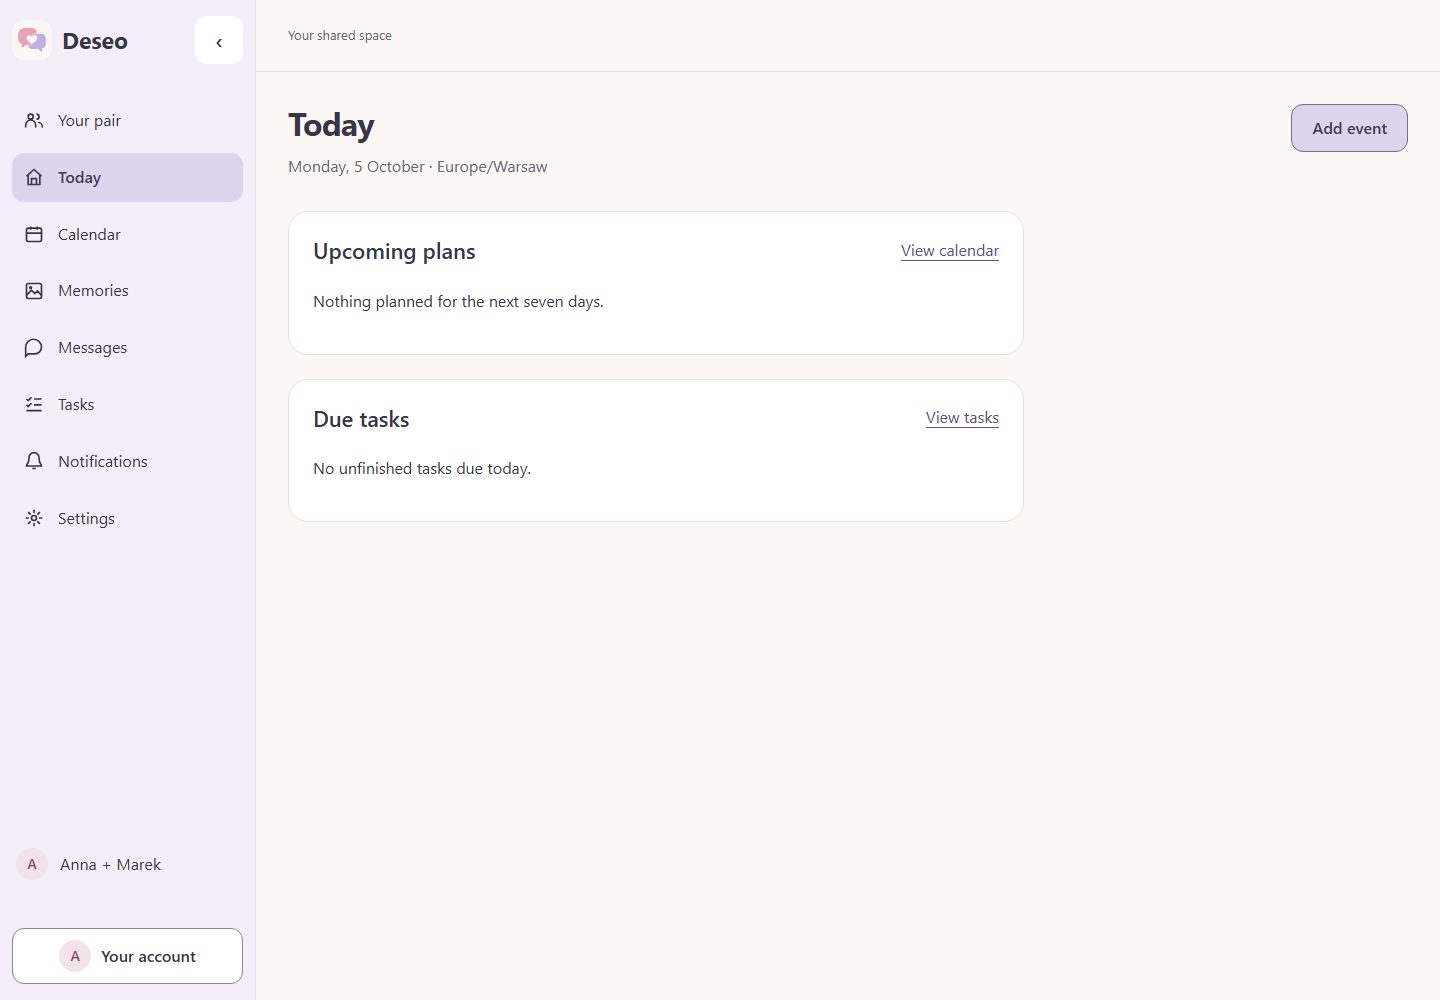 Deseo
‹
Your pair
Today
Calendar
Memories
Messages
Tasks
Notifications
Settings
A Anna + Marek
A Your account
Your shared space
Today
Add event
Monday, 5 October · Europe/Warsaw
Upcoming plans
View calendar
Nothing planned for the next seven days.
Due tasks
View tasks
No unfinished tasks due today.